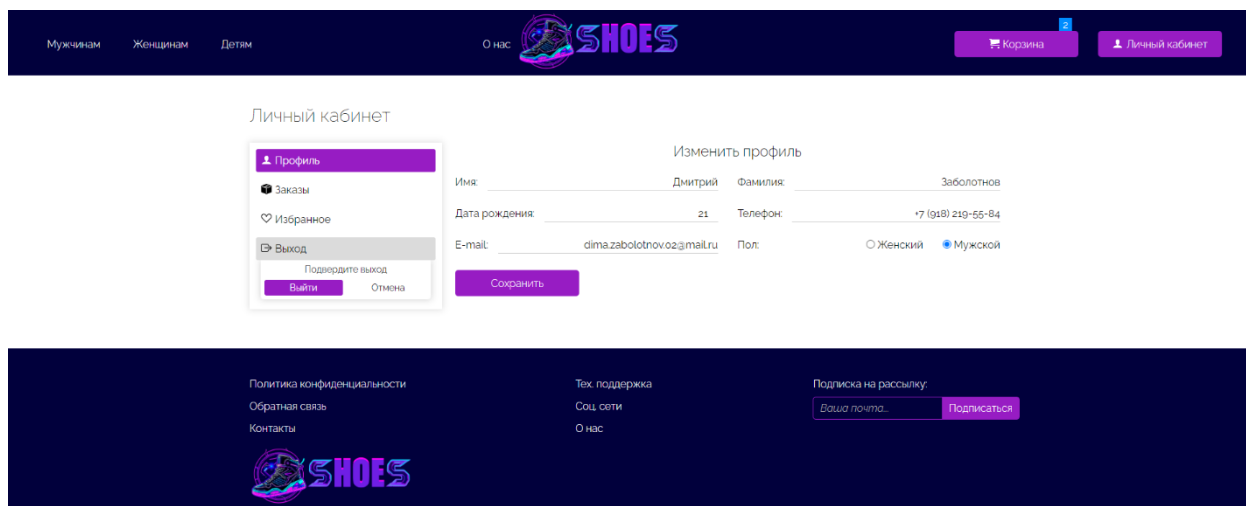 Мужчинам Женщинам Детям О нас SHOES 2 Корзина Личный кабинет
Личный кабинет
Профиль
Заказы
Избранное
Выход
Подвердите выход
Выйти Отмена
Изменить профиль
Имя: Дмитрий Фамилия: Заболотнов
Дата рождения: 21 Телефон: +7 (918) 219-55-84
E-mail: dima.zabolotnov.02@mail.ru Пол: Женский Мужской
Сохранить
Политика конфиденциальности
Обратная связь
Контакты
SHOES
Тех. поддержка
Соц. сети
О нас
Подписка на рассылку:
Ваша почта... Подписаться